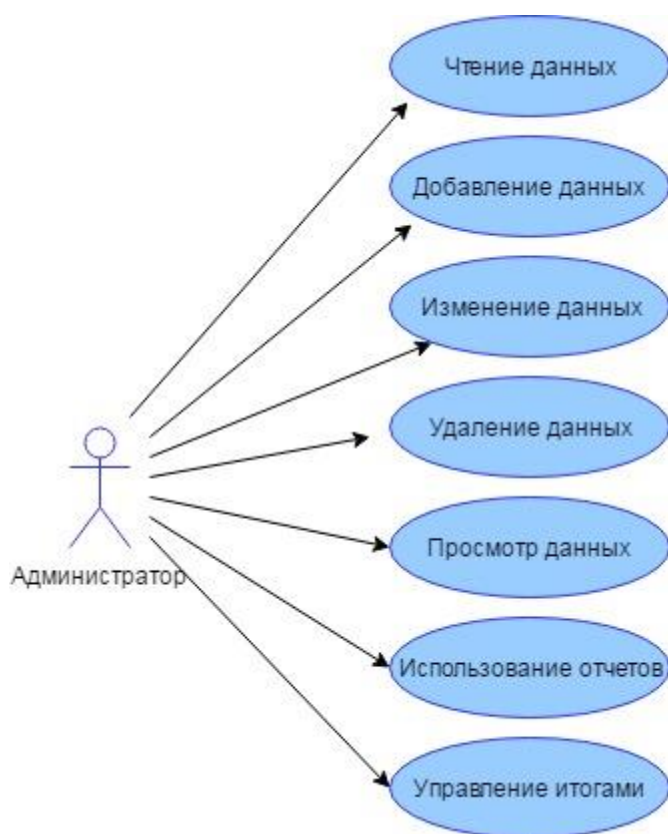 Чтение данных
Добавление данных
Изменение данных
Удаление данных
Просмотр данных
Администратор
Использование отчетов
Управление итогами